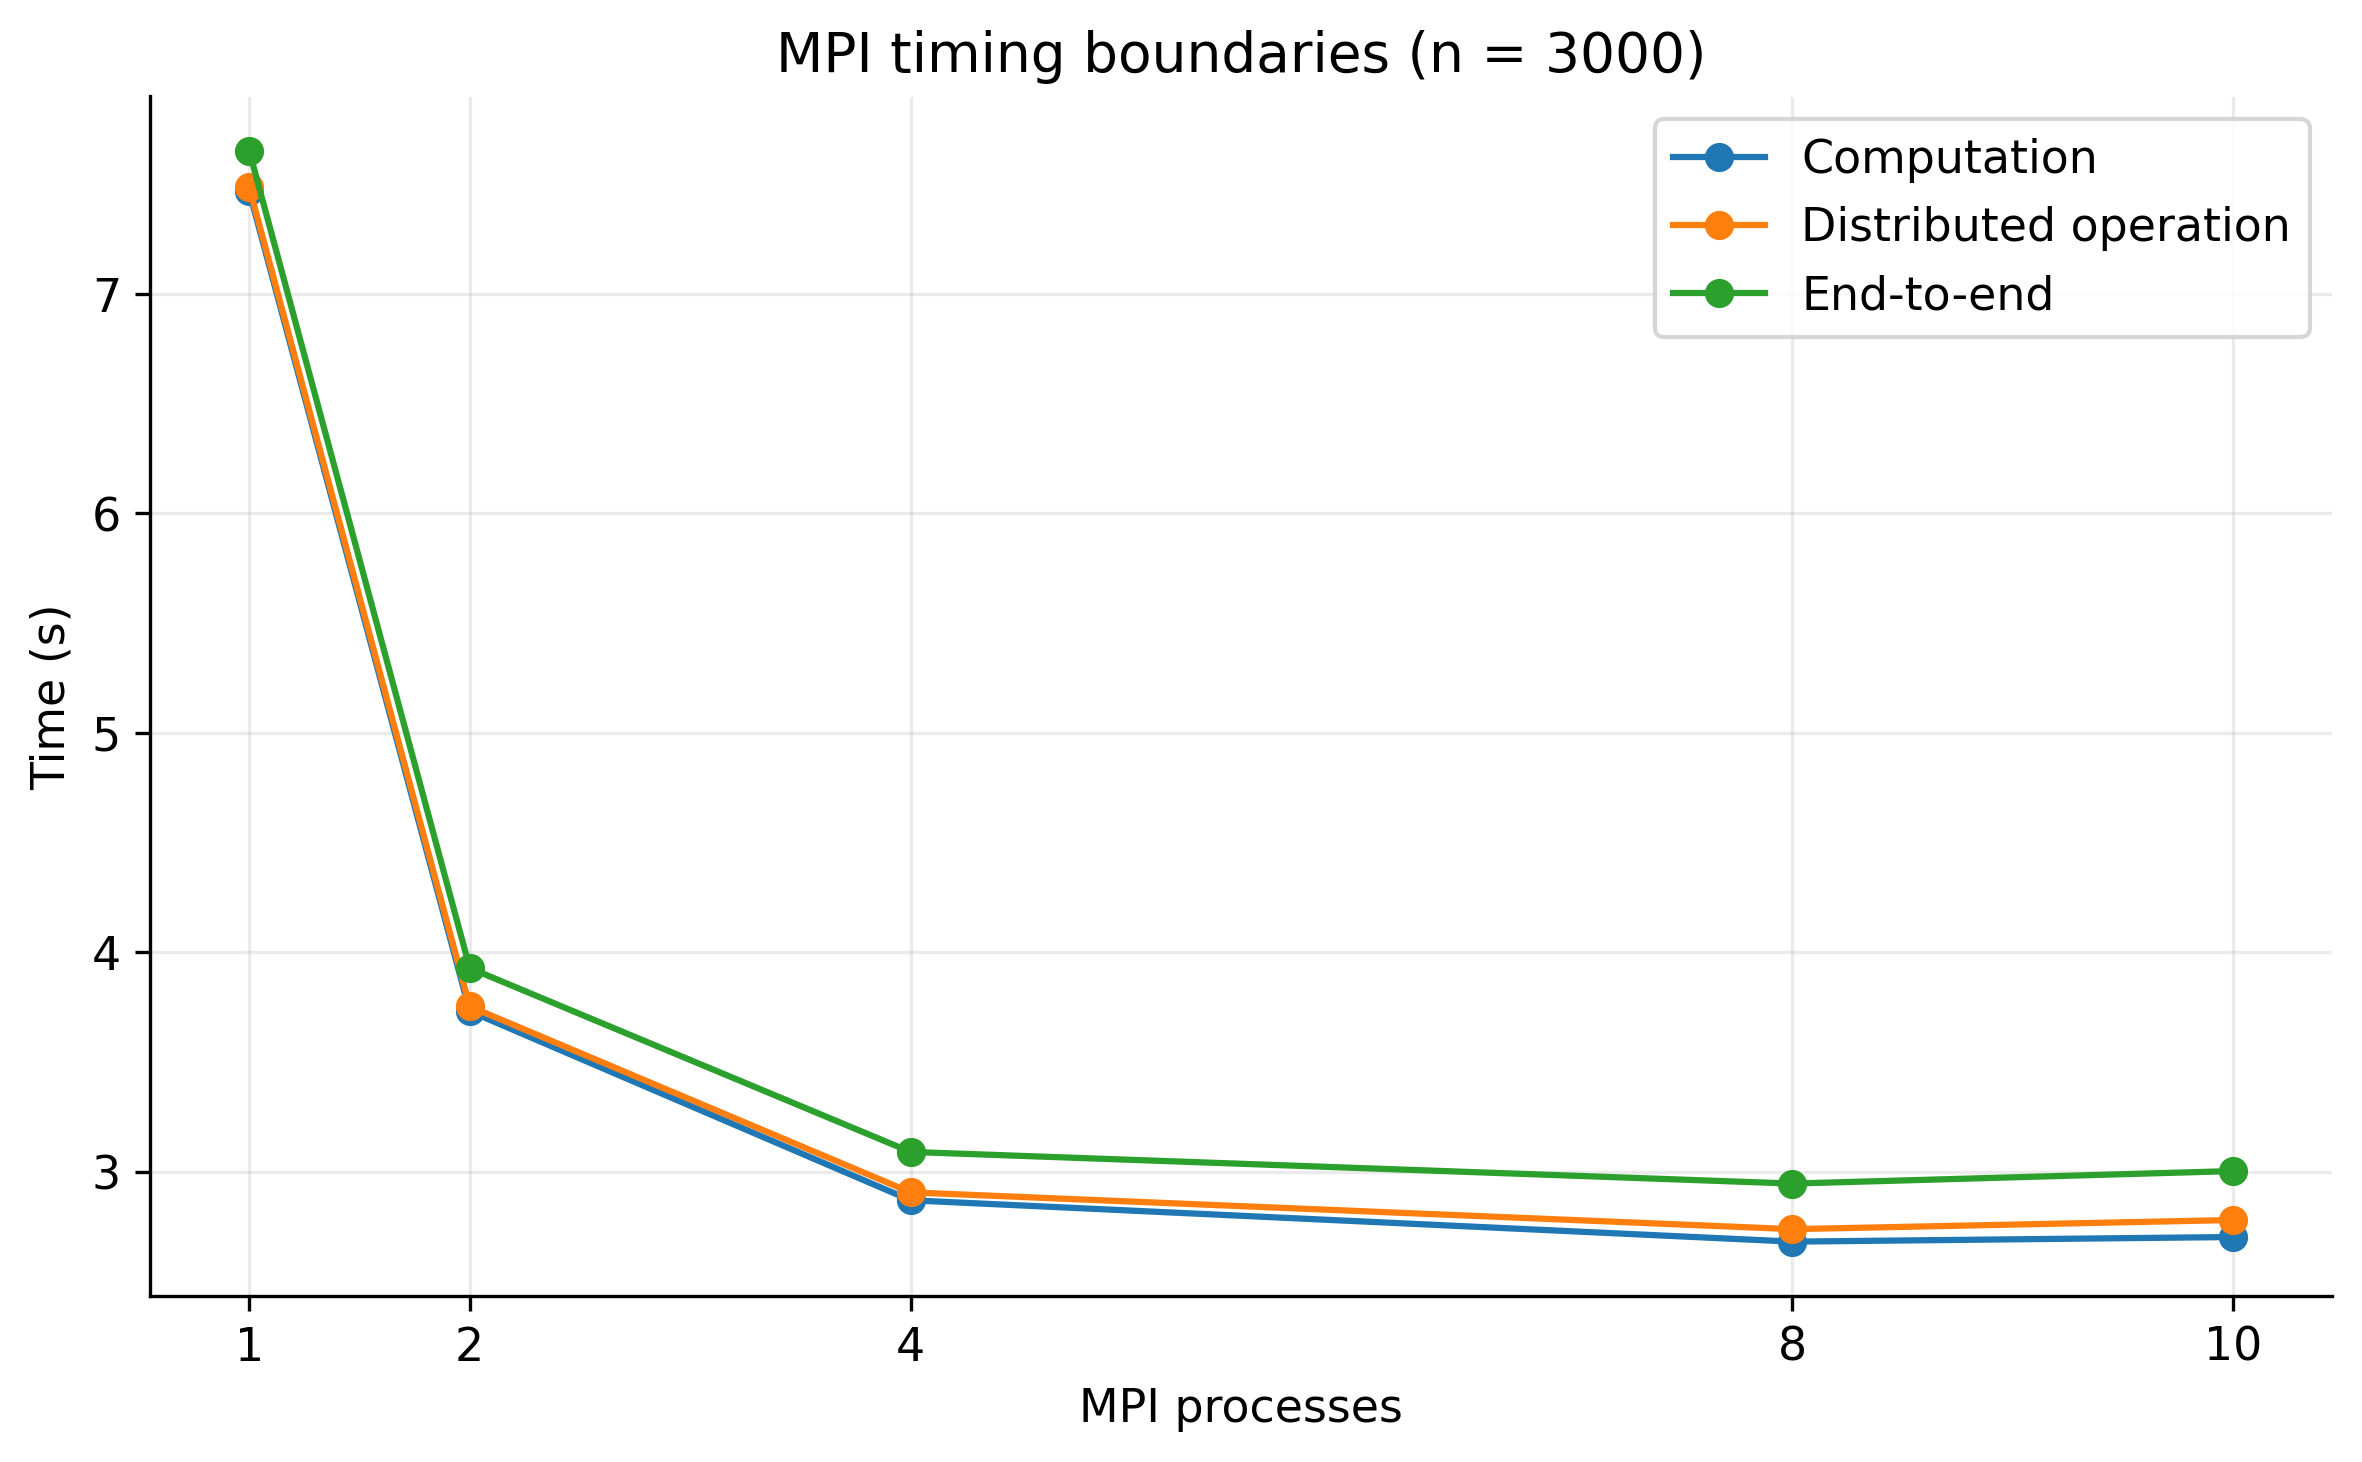 MPI timing boundaries (n = 3000)
Computation
Distributed operation
End-to-end
Time (s)
7
6
5
4
3
1 2 4 8 10
MPI processes